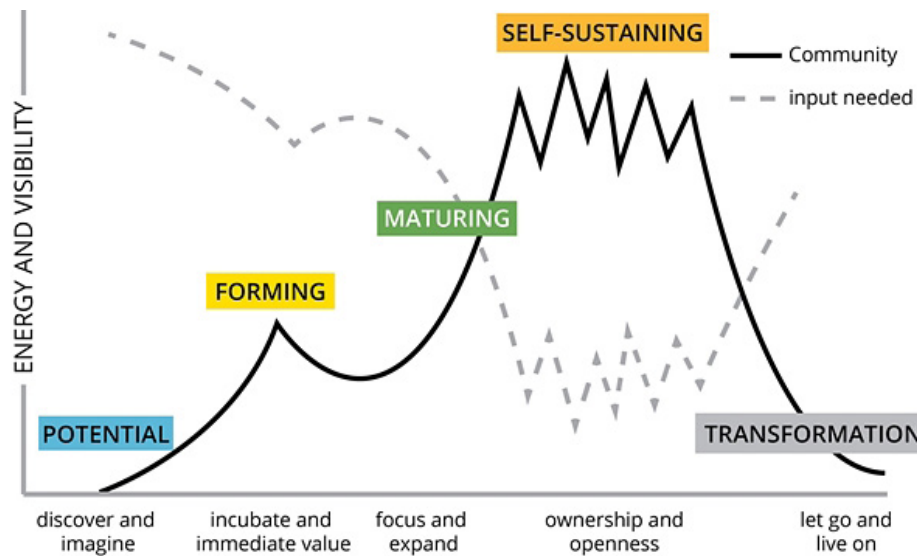 SELF-SUSTAINING
Community
input needed
ENERGY AND VISIBILITY
MATURING
FORMING
POTENTIAL
TRANSFORMATION
discover and
imagine
incubate and
immediate value
focus and
expand
ownership and
openness
let go and
live on